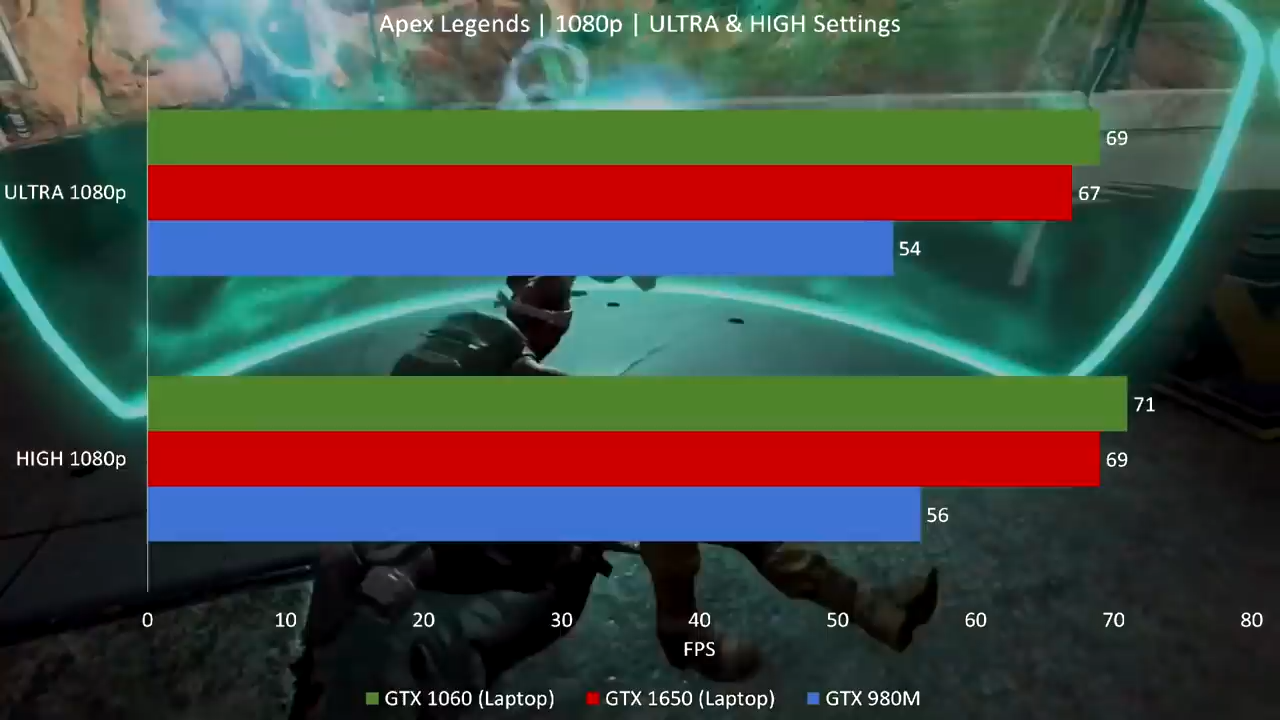 Apex Legends | 1080p | ULTRA & HIGH Settings
69
ULTRA 1080p
67
54
71
HIGH 1080p
69
56
0 10 20 30 40 50 60 70 80
FPS
GTX 1060 (Laptop) GTX 1650 (Laptop) GTX 980M